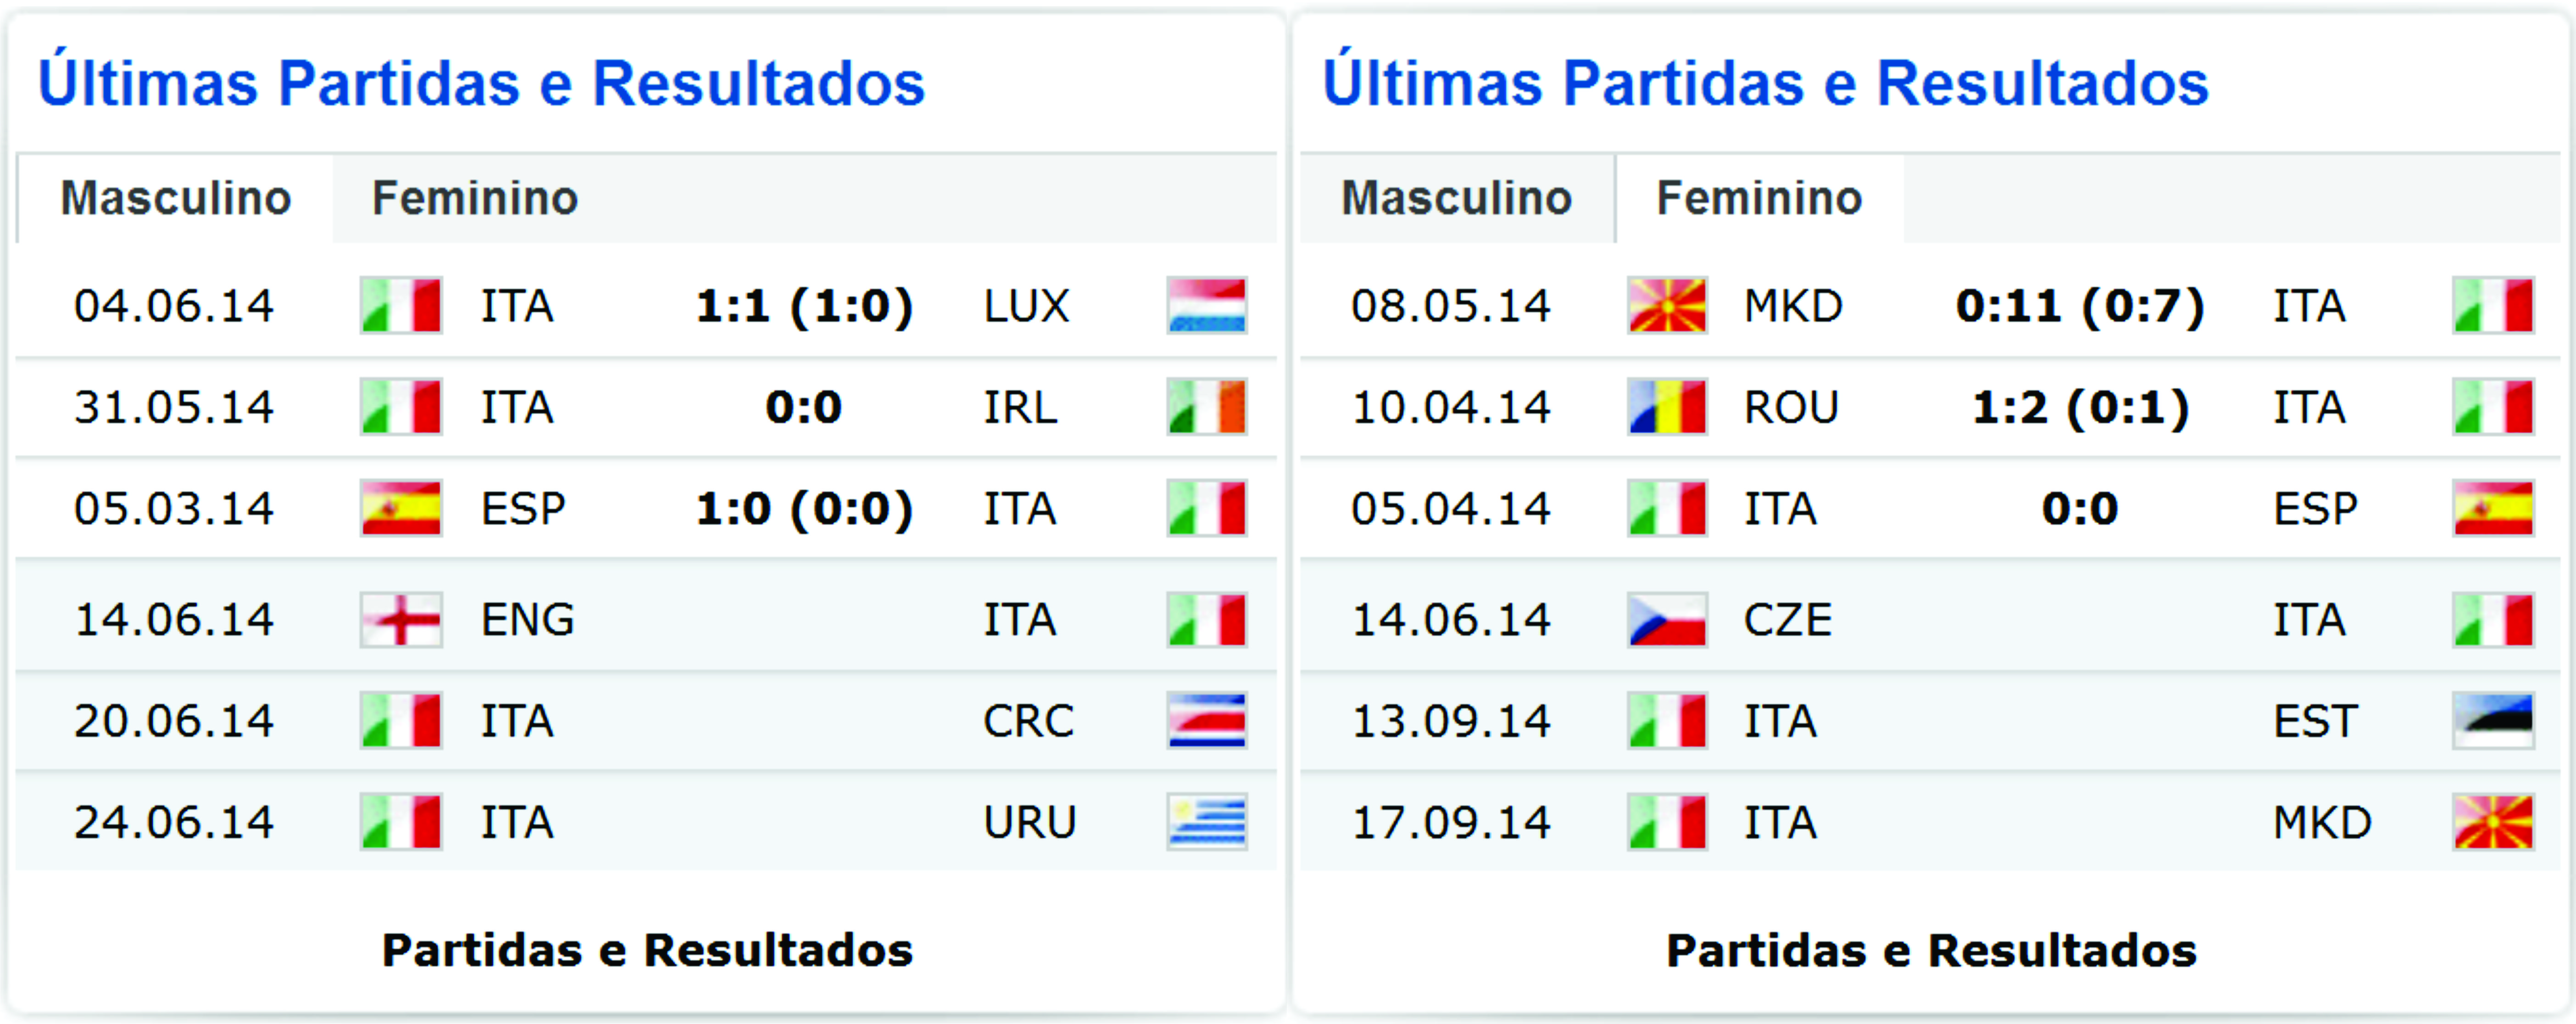 Últimas Partidas e Resultados
Masculino Feminino
04.06.14 ITA 1:1 (1:0) LUX
31.05.14 ITA 0:0 IRL
05.03.14 ESP 1:0 (0:0) ITA
14.06.14 ENG ITA
20.06.14 ITA CRC
24.06.14 ITA URU
Partidas e Resultados
Últimas Partidas e Resultados
Masculino Feminino
08.05.14 MKD 0:11 (0:7) ITA
10.04.14 ROU 1:2 (0:1) ITA
05.04.14 ITA 0:0 ESP
14.06.14 CZE ITA
13.09.14 ITA EST
17.09.14 ITA MKD
Partidas e Resultados